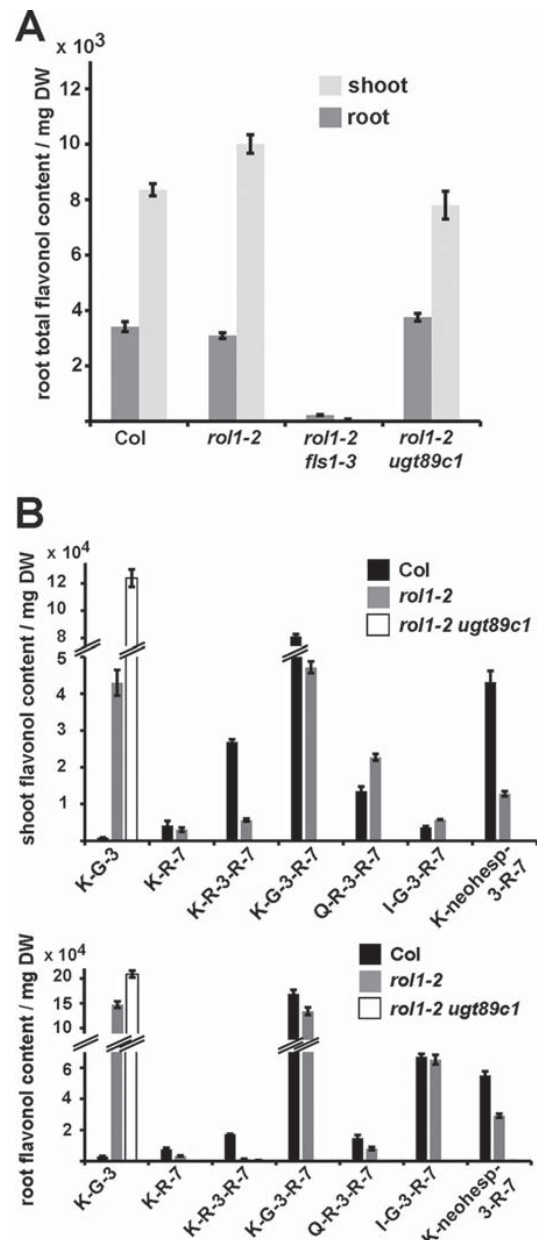 A
x 10³
root total flavonol content / mg DW
12
10
8
6
4
2
shoot
root
Col
rol1-2
rol1-2
fls1-3
rol1-2
ugt89c1
B
x 10⁴
shoot flavonol content / mg DW
12
10
8
5
4
3
2
1
Col
rol1-2
rol1-2 ugt89c1
K-G-3
K-R-7
K-R-3-R-7
K-G-3-R-7
Q-R-3-R-7
I-G-3-R-7
K-neohesp-
3-R-7
x 10⁴
root flavonol content / mg DW
20
15
10
6
4
2
Col
rol1-2
rol1-2 ugt89c1
K-G-3
K-R-7
K-R-3-R-7
K-G-3-R-7
Q-R-3-R-7
I-G-3-R-7
K-neohesp-
3-R-7